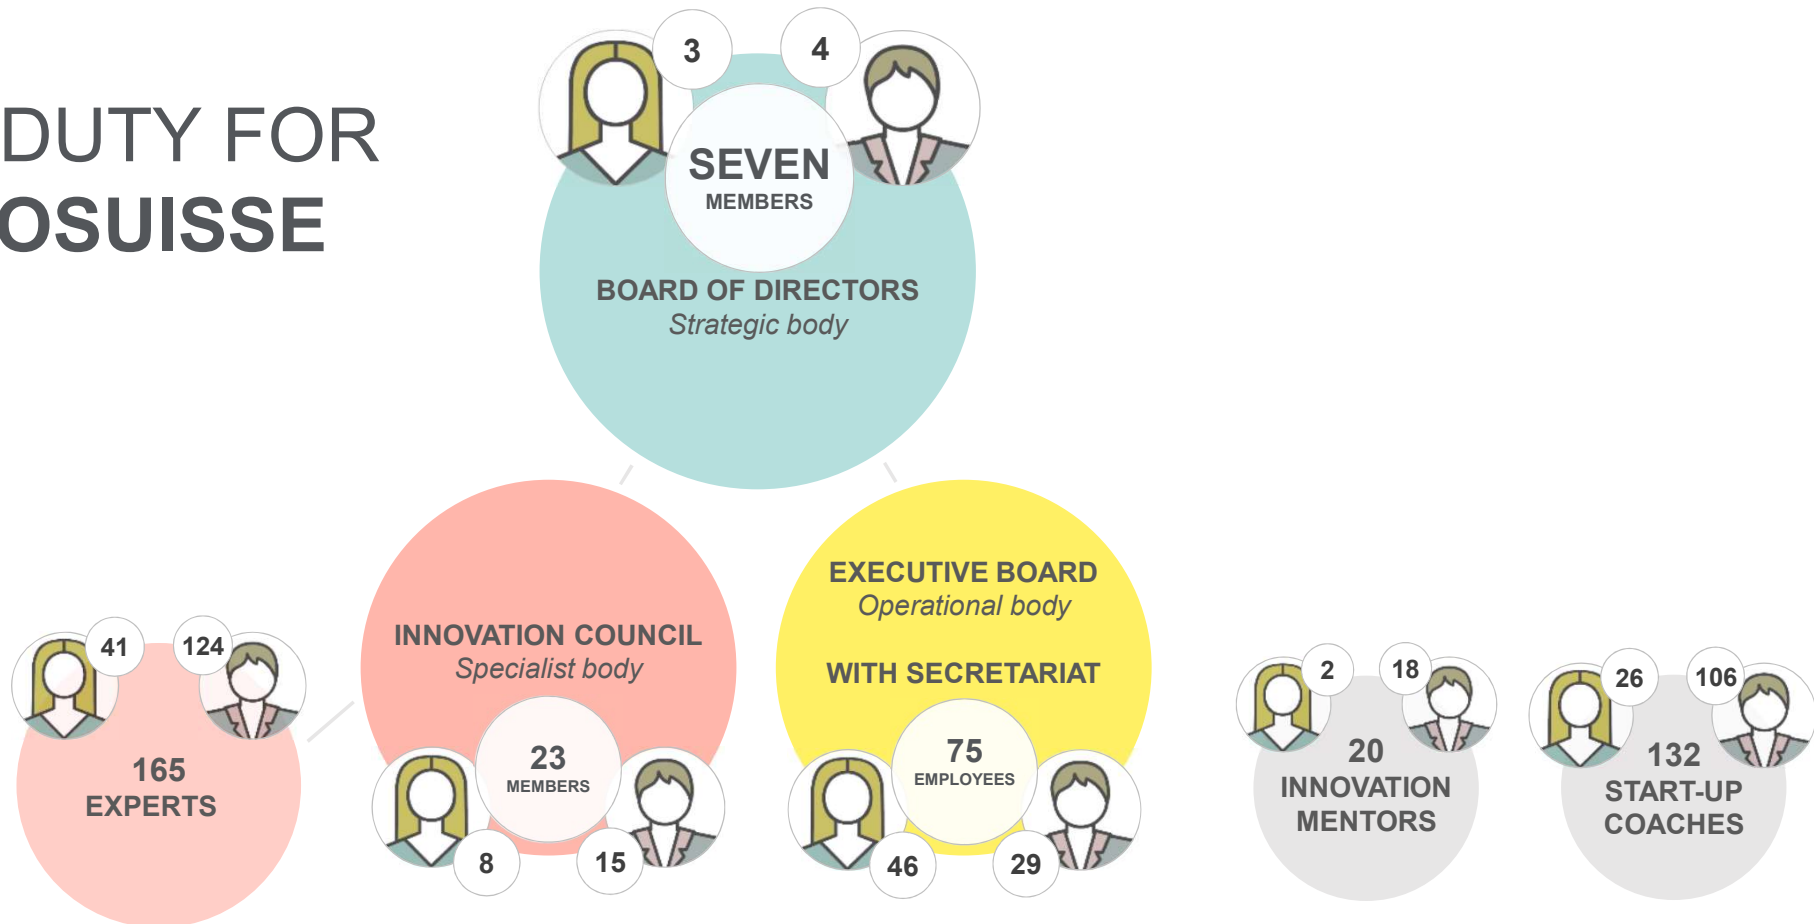 DUTY FOR
OSUISSE
3
4
SEVEN
MEMBERS
BOARD OF DIRECTORS
Strategic body
INNOVATION COUNCIL
Specialist body
23
MEMBERS
8
15
EXECUTIVE BOARD
Operational body
WITH SECRETARIAT
75
EMPLOYEES
46
29
41
124
165
EXPERTS
2
18
20
INNOVATION
MENTORS
26
106
132
START-UP
COACHES